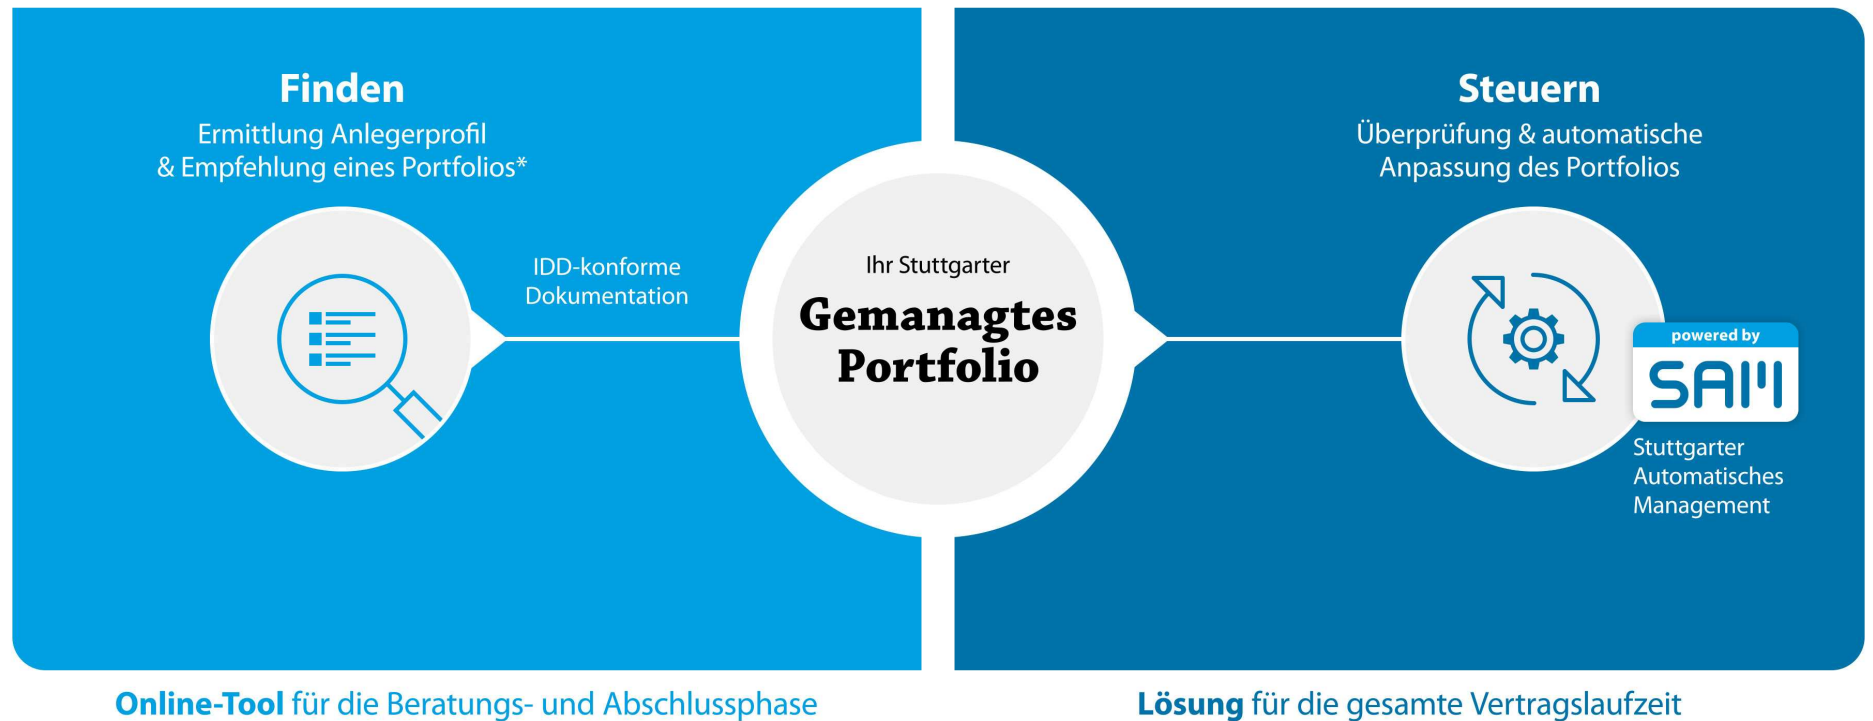 Finden
Ermittlung Anlegerprofil
& Empfehlung eines Portfolios*
IDD-konforme
Dokumentation
Ihr Stuttgarter
Gemanagtes
Portfolio
Steuern
Überprüfung & automatische
Anpassung des Portfolios
powered by
SAM
Stuttgarter
Automatisches
Management
Online-Tool für die Beratungs- und Abschlussphase
Lösung für die gesamte Vertragslaufzeit